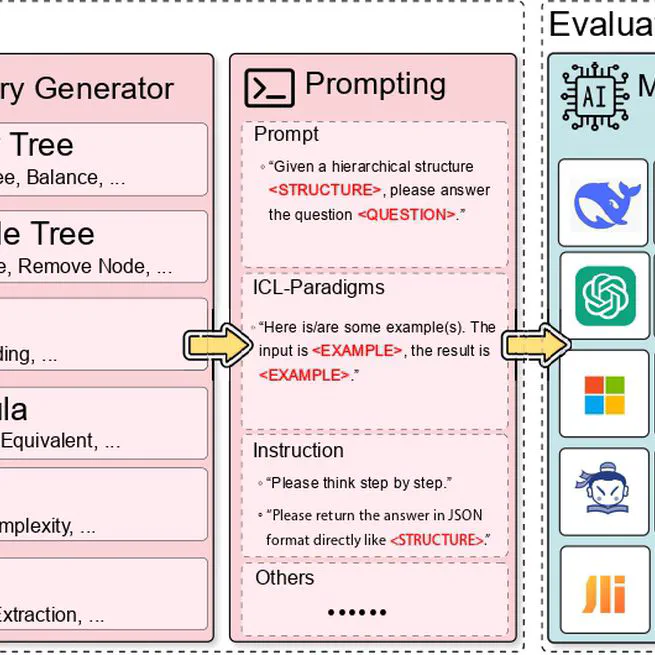 ry Generator
Tree
ee, Balance, ...
le Tree
e, Remove Node, ...
ding, ...
ula
Equivalent, ...
mplexity, ...
Extraction, ...
Prompting
Prompt
◦“Given a hierarchical structure
<STRUCTURE>, please answer
the question <QUESTION>.”
ICL-Paradigms
◦“Here is/are some example(s). The
input is <EXAMPLE>, the result is
<EXAMPLE>.”
Instruction
◦“Please think step by step.”
◦“Please return the answer in JSON
format directly like <STRUCTURE>.”
Others
••••••
Evalua
AI
M